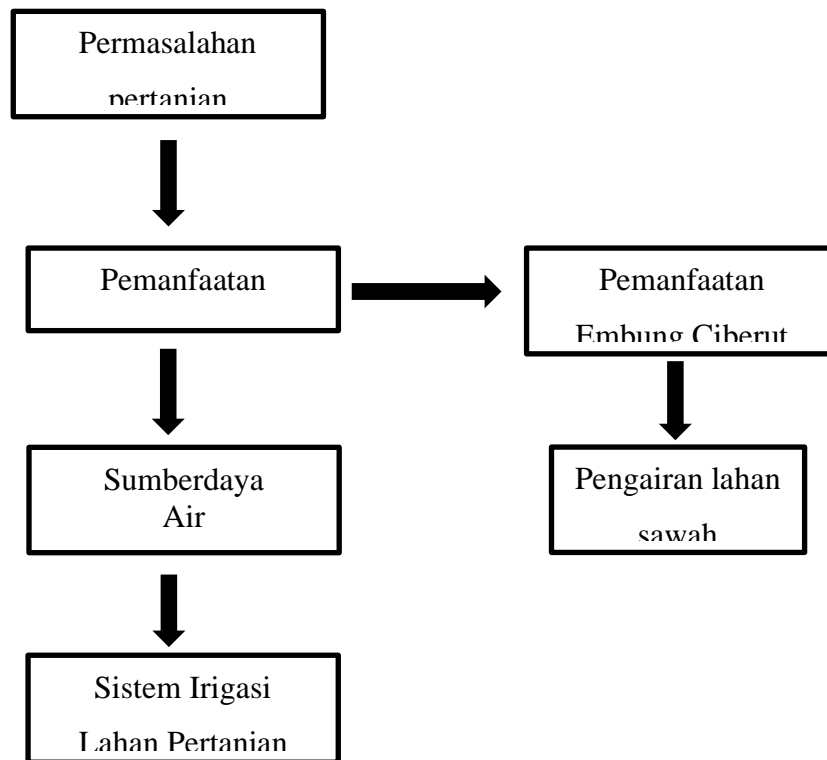 Permasalahan
pertanian
Pemanfaatan
Pemanfaatan
Embung Ciberut
Sumberdaya
Air
Pengairan lahan
sawah
Sistem Irigasi
Lahan Pertanian